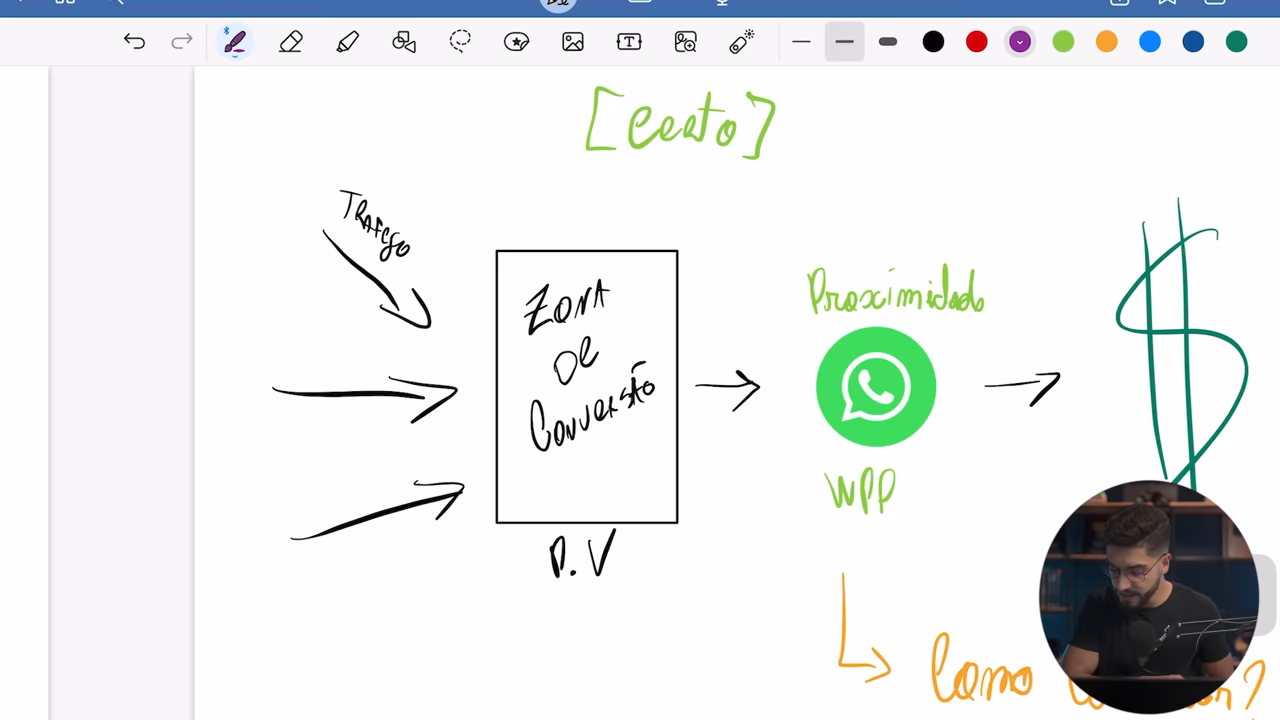 [Certo]
TRAFEGO
ZONA
DE
CONVERSÃO
P.V
Proximidade
WPP
$
Como